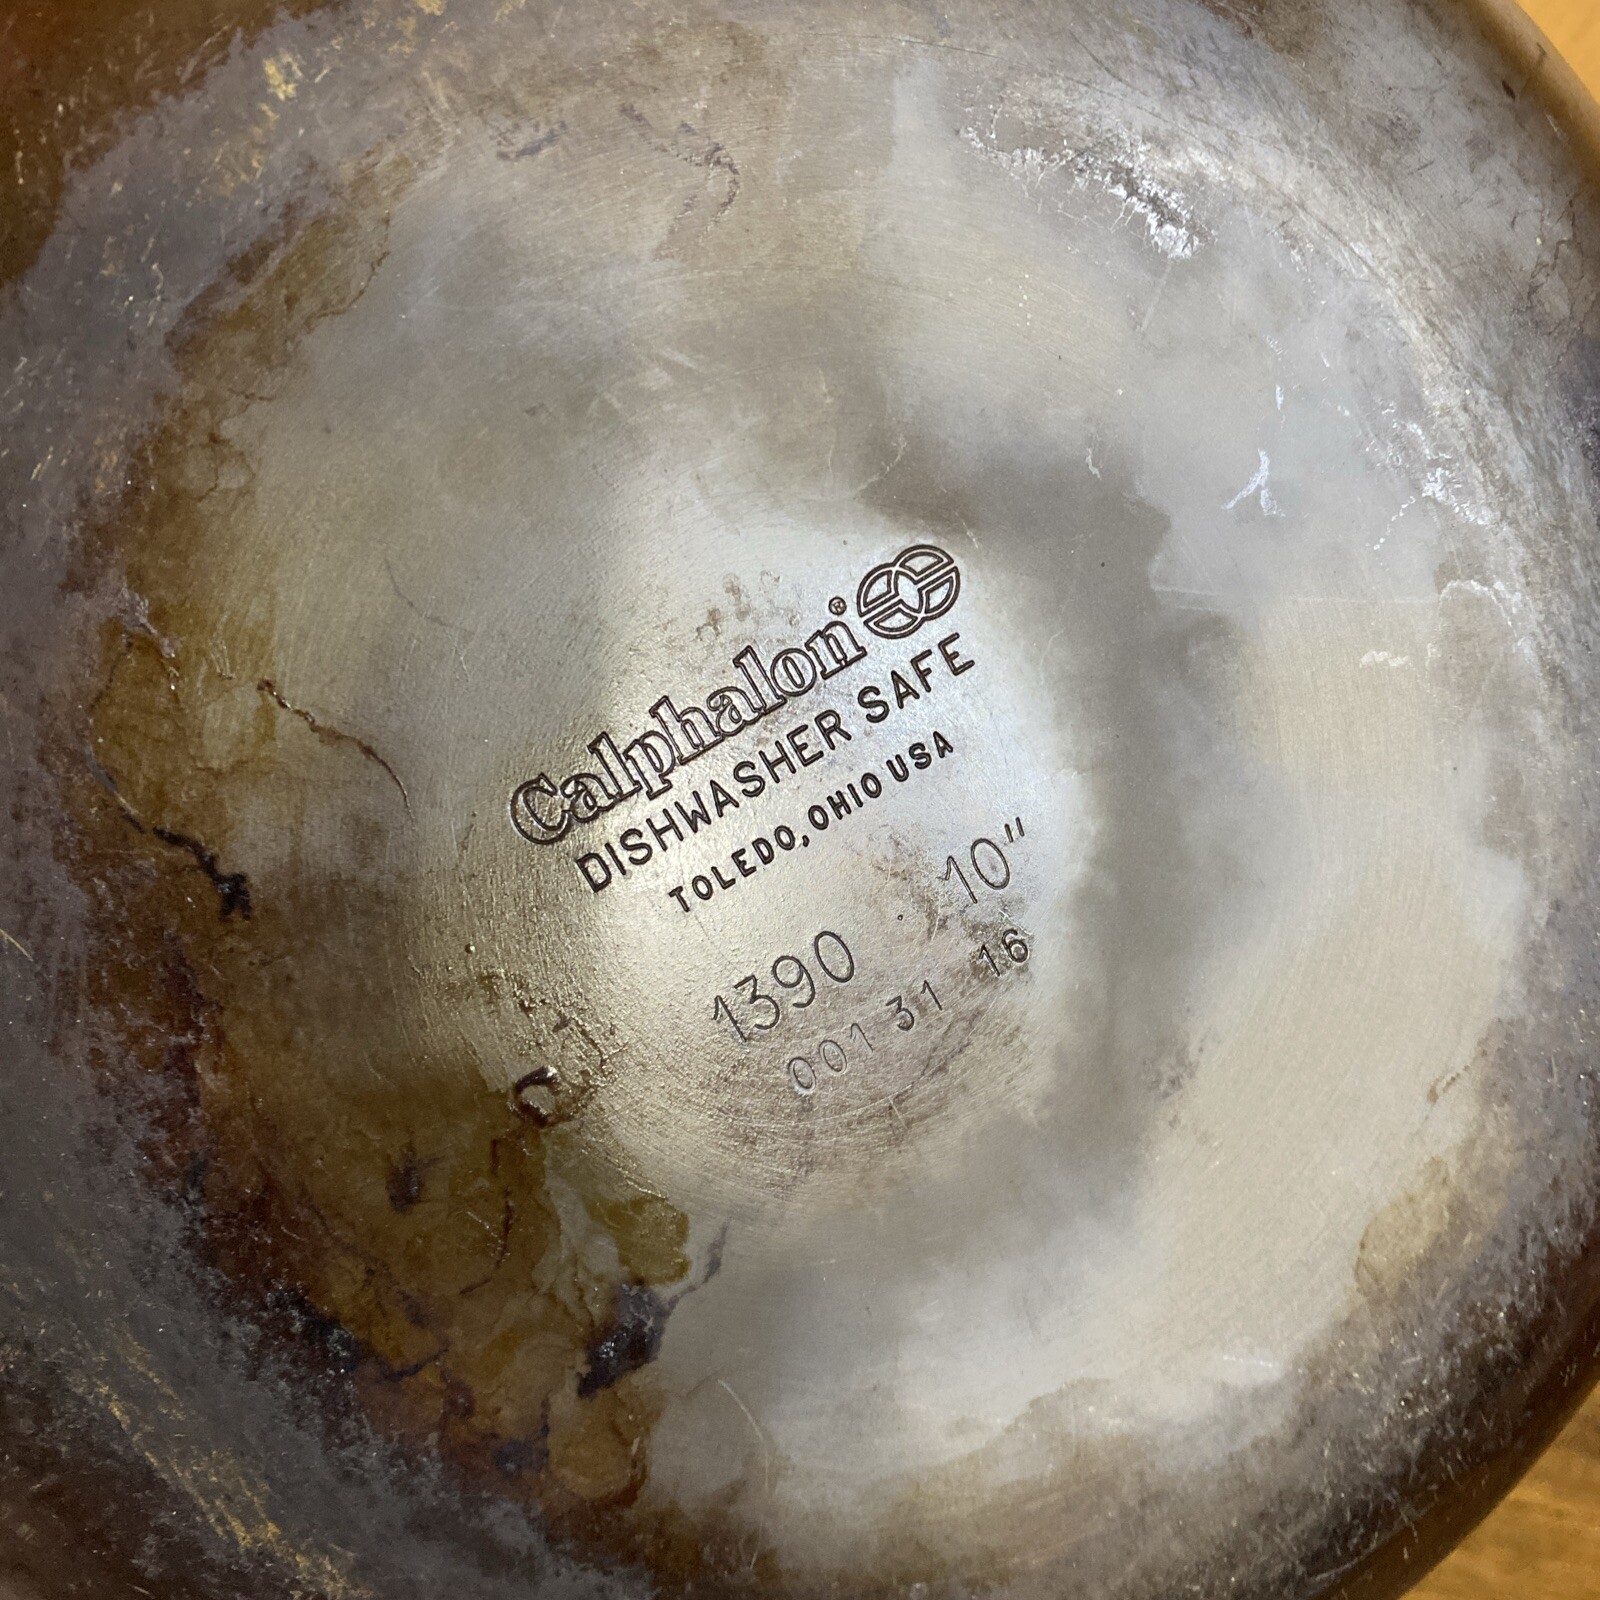 Calphalon®
DISHWASHER SAFE
TOLEDO, OHIO USA
1390 10"
001 31 16